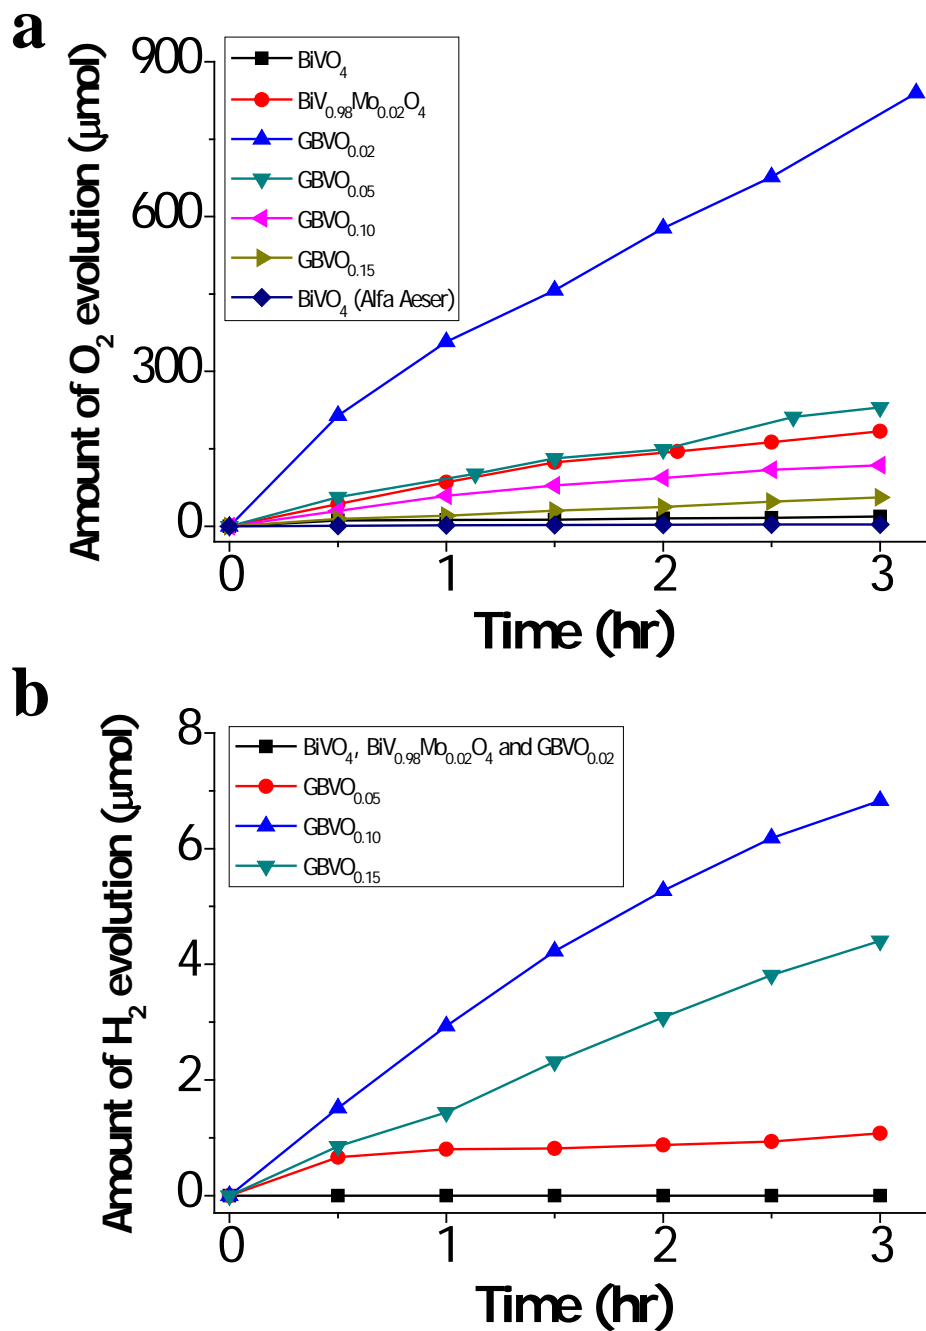 a
Amount of O₂ evolution (μmol)
900
600
300
0
BiVO₄
BiV₀.₉₈Mo₀.₀₂O₄
GBVO₀.₀₂
GBVO₀.₀₅
GBVO₀.₁₀
GBVO₀.₁₅
BiVO₄ (Alfa Aeser)
0 1 2 3
Time (hr)
b
Amount of H₂ evolution (μmol)
8
6
4
2
0
BiVO₄, BiV₀.₉₈Mo₀.₀₂O₄ and GBVO₀.₀₂
GBVO₀.₀₅
GBVO₀.₁₀
GBVO₀.₁₅
0 1 2 3
Time (hr)